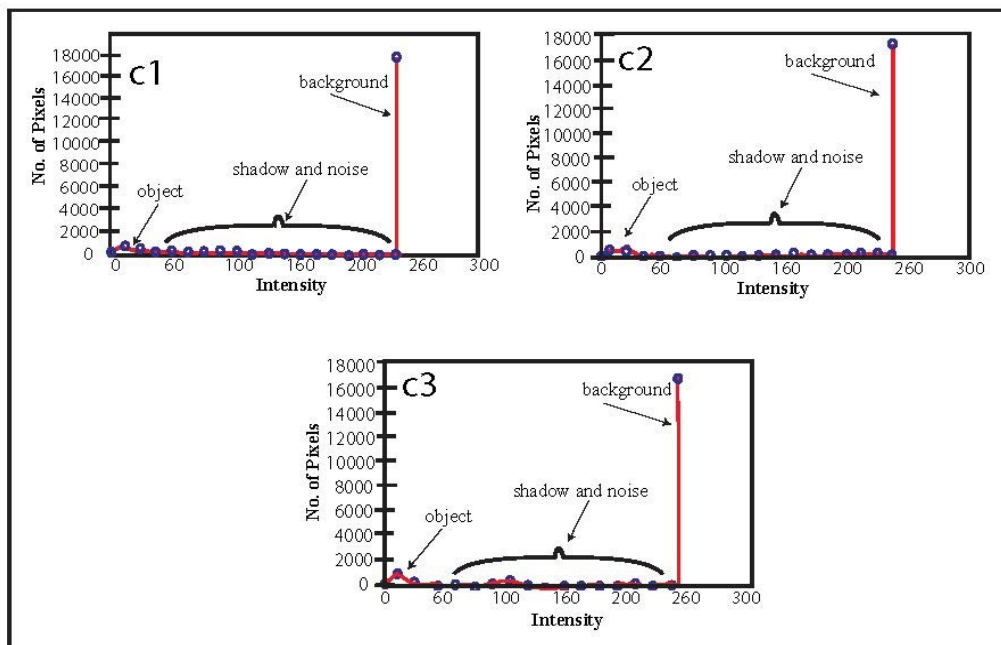 c1
No. of Pixels
18000
16000
14000
12000
10000
8000
6000
4000
2000
0
background
shadow and noise
object
0 60 100 160 200 260 300
Intensity
c2
No. of Pixels
18000
16000
14000
12000
10000
8000
6000
4000
2000
0
background
shadow and noise
object
0 60 100 160 200 260 300
Intensity
c3
No. of Pixels
18000
16000
14000
12000
10000
8000
6000
4000
2000
0
background
shadow and noise
object
0 60 100 160 200 260 300
Intensity